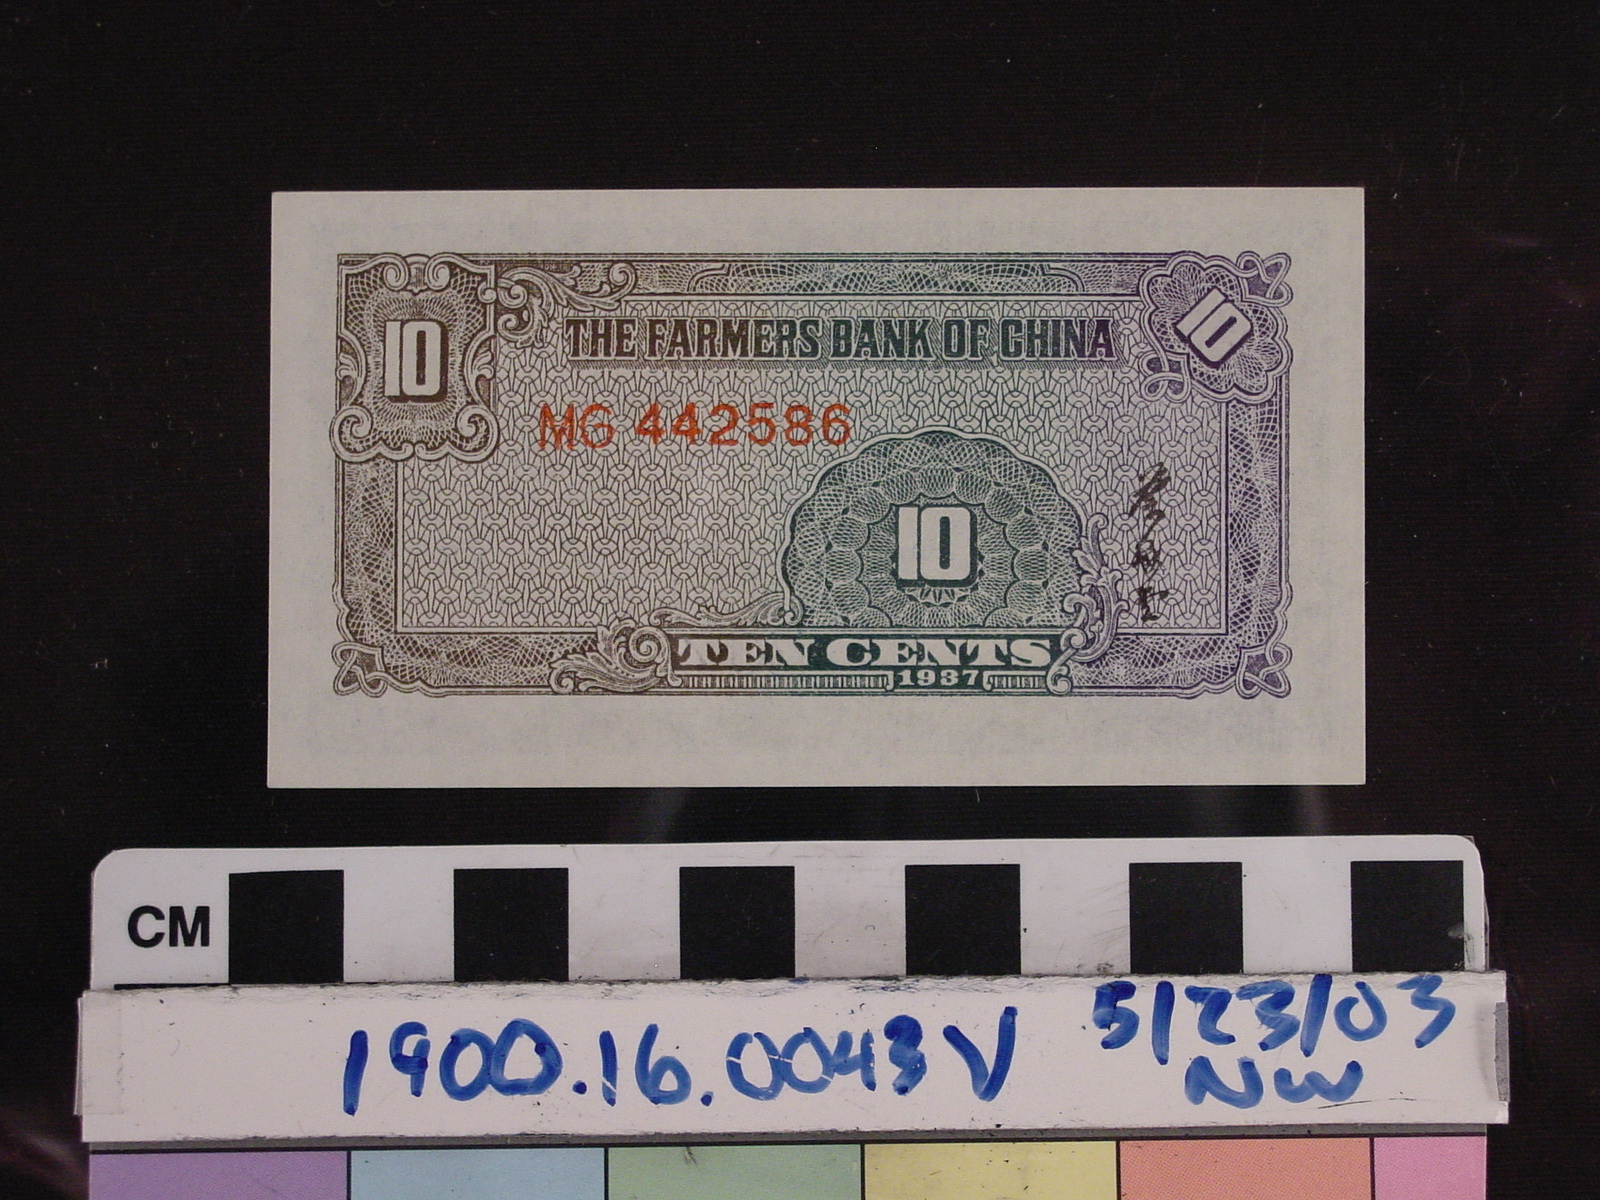 10
10
THE FARMERS BANK OF CHINA
MG 442586
10
TEN CENTS
1937
CM
1900.16.0043V
5/23/03
NW